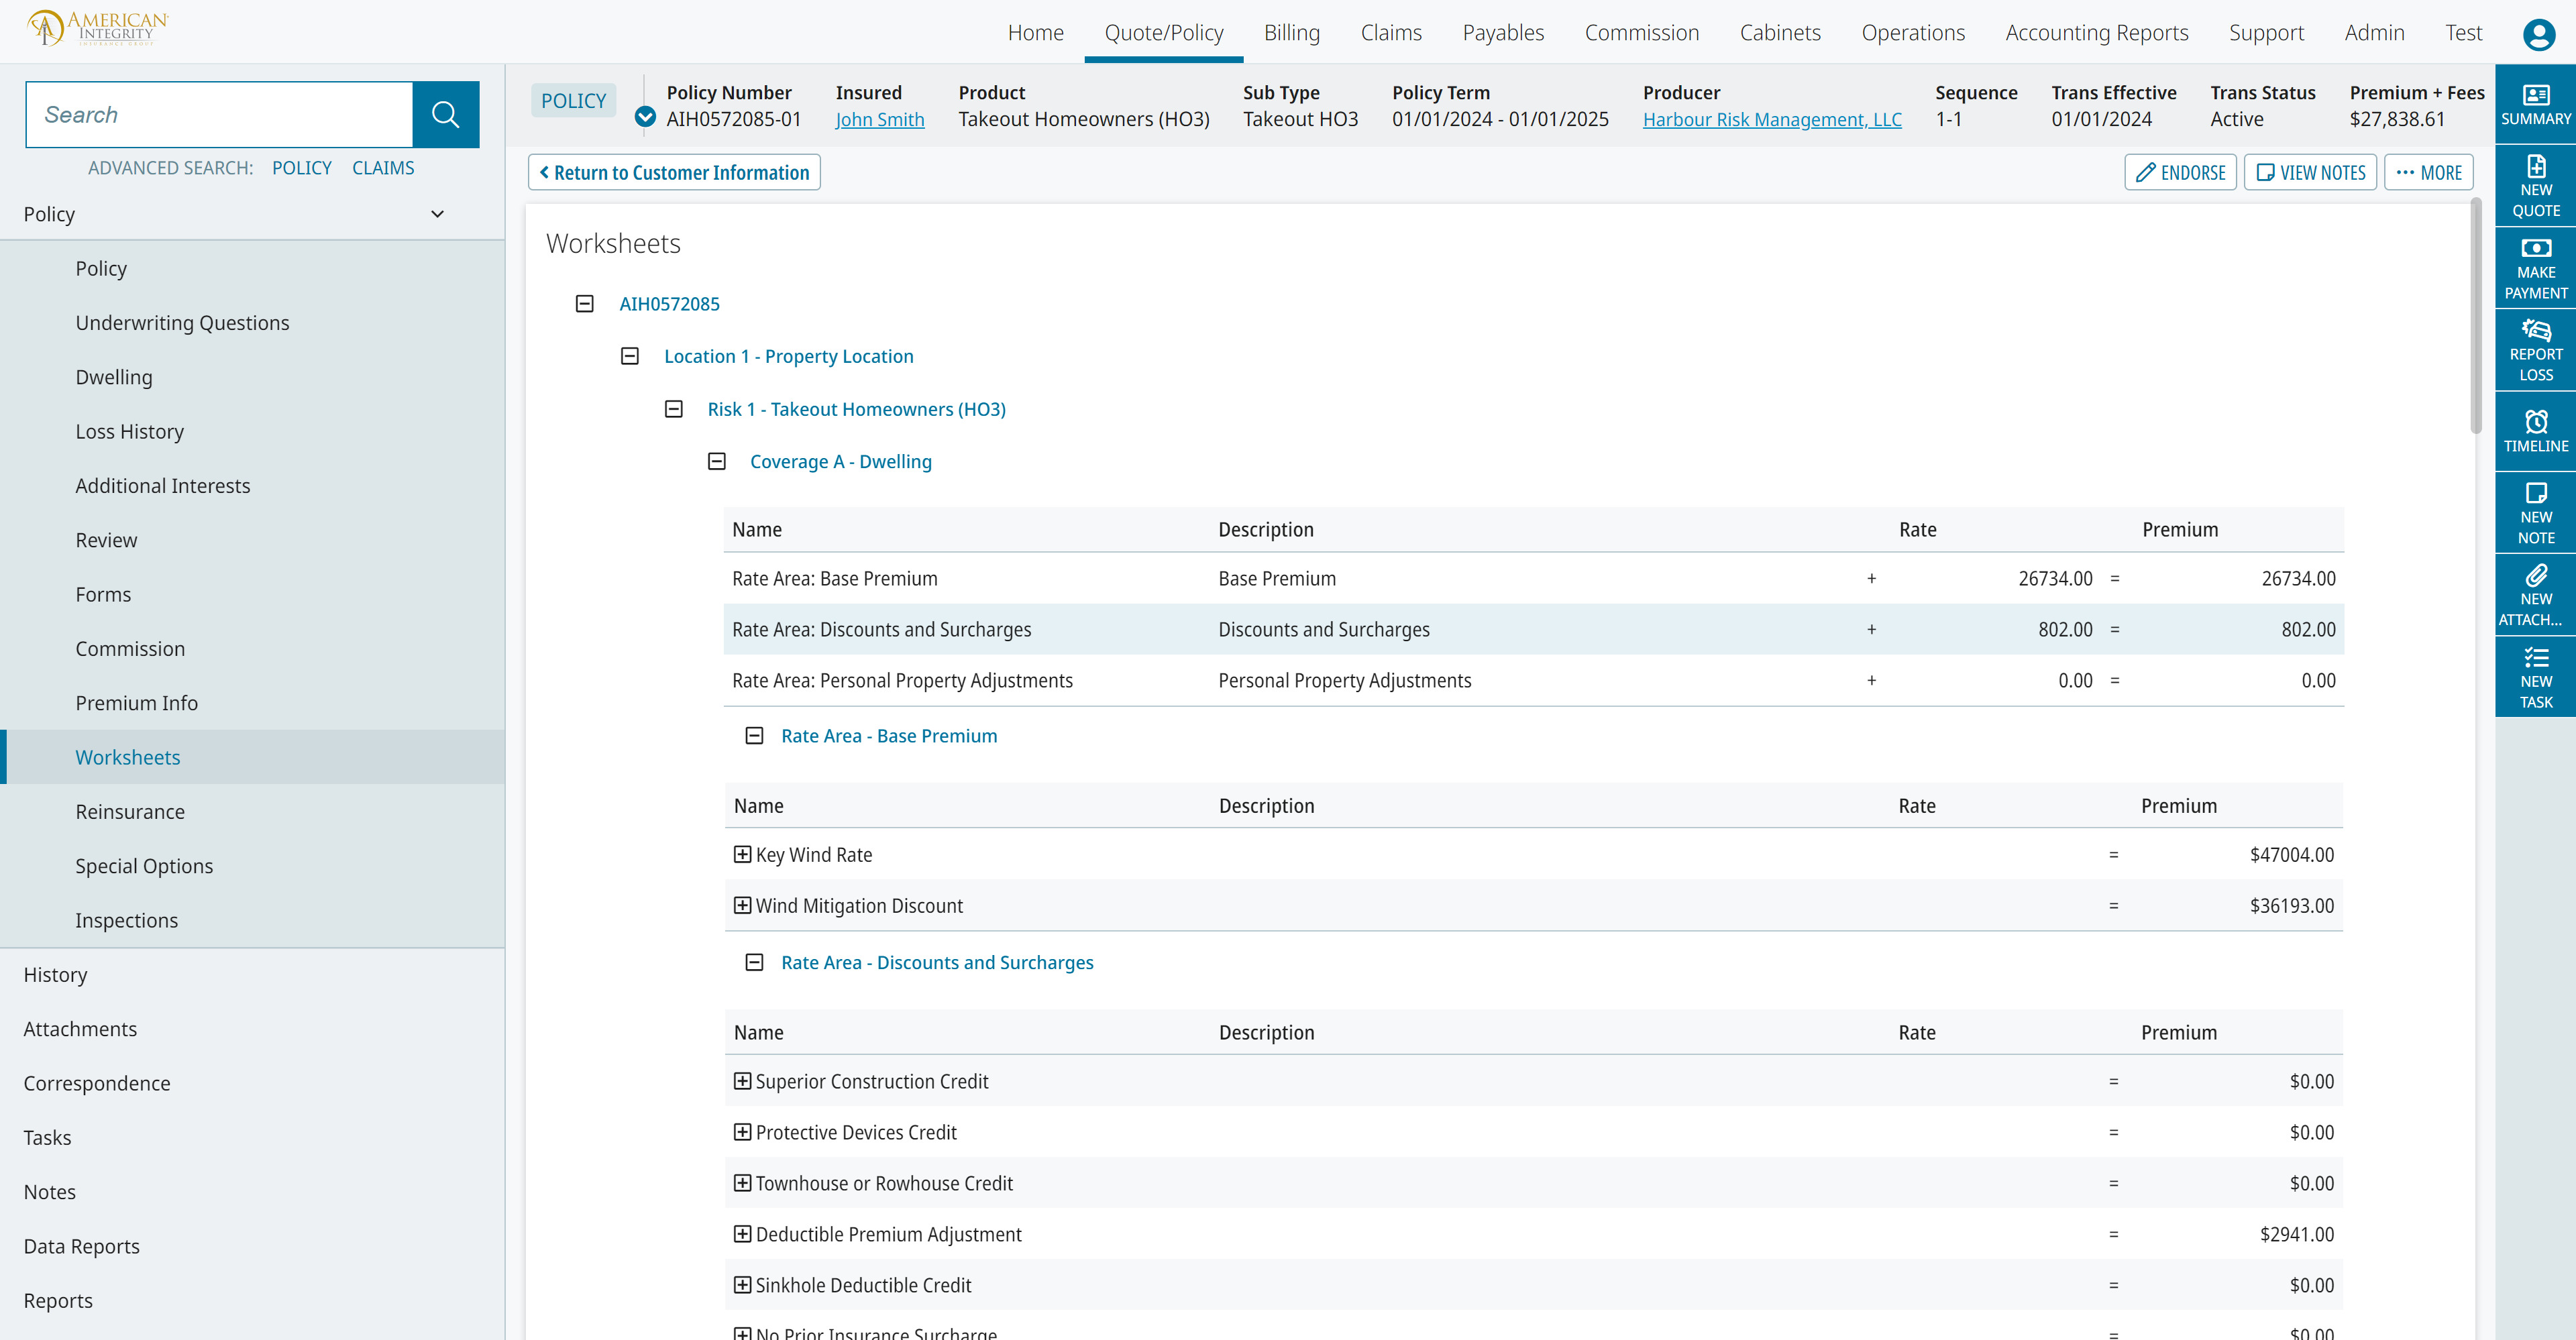 AMERICAN
INTEGRITY
INSURANCE GROUP
Home Quote/Policy Billing Claims Payables Commission Cabinets Operations Accounting Reports Support Admin Test
Search
ADVANCED SEARCH: POLICY CLAIMS
Policy
Policy
Underwriting Questions
Dwelling
Loss History
Additional Interests
Review
Forms
Commission
Premium Info
Worksheets
Reinsurance
Special Options
Inspections
History
Attachments
Correspondence
Tasks
Notes
Data Reports
Reports
POLICY
Policy Number Insured Product Sub Type Policy Term Producer Sequence Trans Effective Trans Status Premium + Fees
AIH0572085-01 John Smith Takeout Homeowners (HO3) Takeout HO3 01/01/2024 - 01/01/2025 Harbour Risk Management, LLC 1-1 01/01/2024 Active $27,838.61
Return to Customer Information
ENDORSE VIEW NOTES ··· MORE
Worksheets
AIH0572085
Location 1 - Property Location
Risk 1 - Takeout Homeowners (HO3)
Coverage A - Dwelling
Name Description Rate Premium
Rate Area: Base Premium Base Premium + 26734.00 = 26734.00
Rate Area: Discounts and Surcharges Discounts and Surcharges + 802.00 = 802.00
Rate Area: Personal Property Adjustments Personal Property Adjustments + 0.00 = 0.00
Rate Area - Base Premium
Name Description Rate Premium
Key Wind Rate = $47004.00
Wind Mitigation Discount = $36193.00
Rate Area - Discounts and Surcharges
Name Description Rate Premium
Superior Construction Credit = $0.00
Protective Devices Credit = $0.00
Townhouse or Rowhouse Credit = $0.00
Deductible Premium Adjustment = $2941.00
Sinkhole Deductible Credit = $0.00
No Prior Insurance Surcharge = $0.00
SUMMARY
NEW
QUOTE
MAKE
PAYMENT
REPORT
LOSS
TIMELINE
NEW
NOTE
NEW
ATTACH...
NEW
TASK